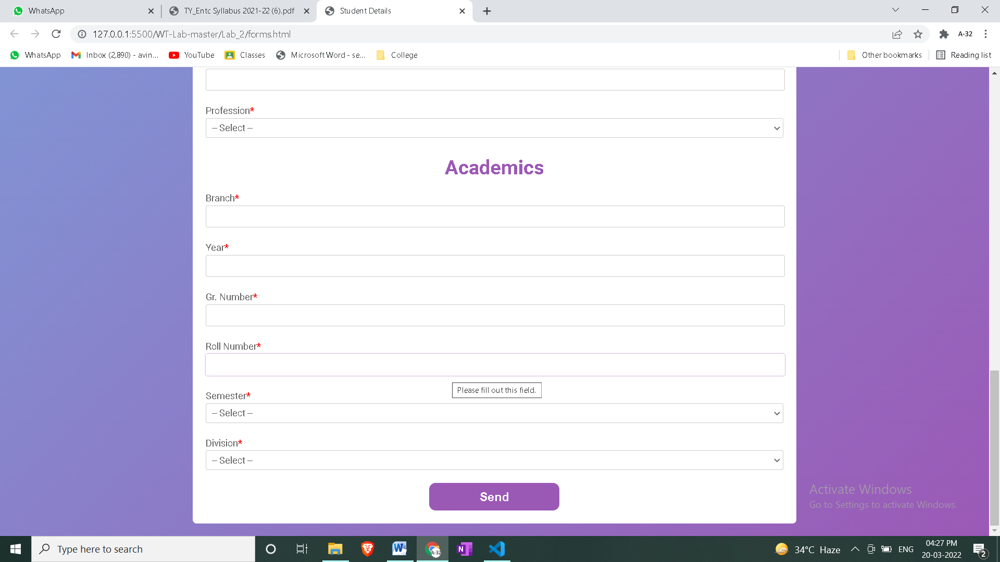 WhatsApp
TY_Entc Syllabus 2021-22 (6).pdf
Student Details
127.0.0.1:5500/WT-Lab-master/Lab_2/forms.html
A-32
WhatsApp
Inbox (2,890) - avin...
YouTube
Classes
Microsoft Word - se...
College
Other bookmarks
Reading list
Profession*
-- Select --
Academics
Branch*
Year*
Gr. Number*
Roll Number*
Please fill out this field.
Semester*
-- Select --
Division*
-- Select --
Send
Activate Windows
Go to Settings to activate Windows.
Type here to search
34°C Haze
ENG
04:27 PM
20-03-2022
2